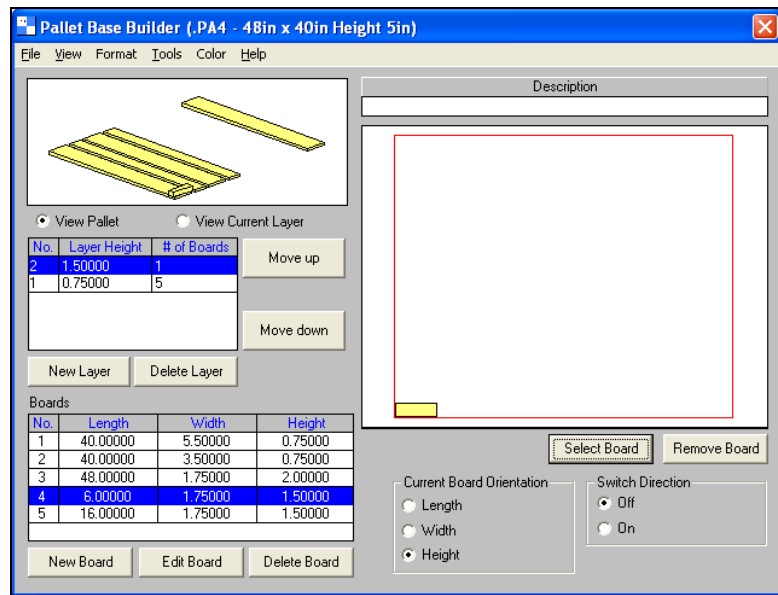 Pallet Base Builder (.PA4 - 48in x 40in Height 5in)
File View Format Tools Color Help
Description
View Pallet View Current Layer
No. Layer Height # of Boards
2 1.50000 1
1 0.75000 5
Move up
Move down
New Layer Delete Layer
Boards
No. Length Width Height
1 40.00000 5.50000 0.75000
2 40.00000 3.50000 0.75000
3 48.00000 1.75000 2.00000
4 6.00000 1.75000 1.50000
5 16.00000 1.75000 1.50000
New Board Edit Board Delete Board
Select Board Remove Board
Current Board Orientation
Length
Width
Height
Switch Direction
Off
On